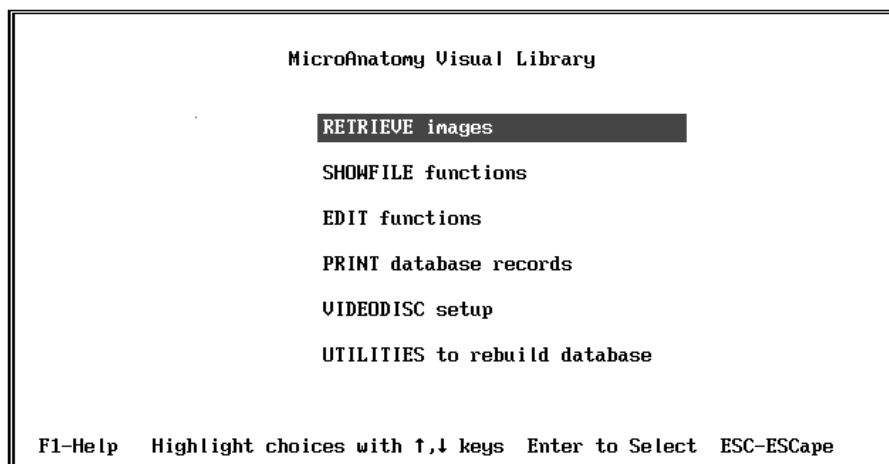 MicroAnatomy Visual Library
RETRIEVE images
SHOWFILE functions
EDIT functions
PRINT database records
VIDEODISC setup
UTILITIES to rebuild database
F1-Help Highlight choices with ↑,↓ keys Enter to Select ESC-ESCape